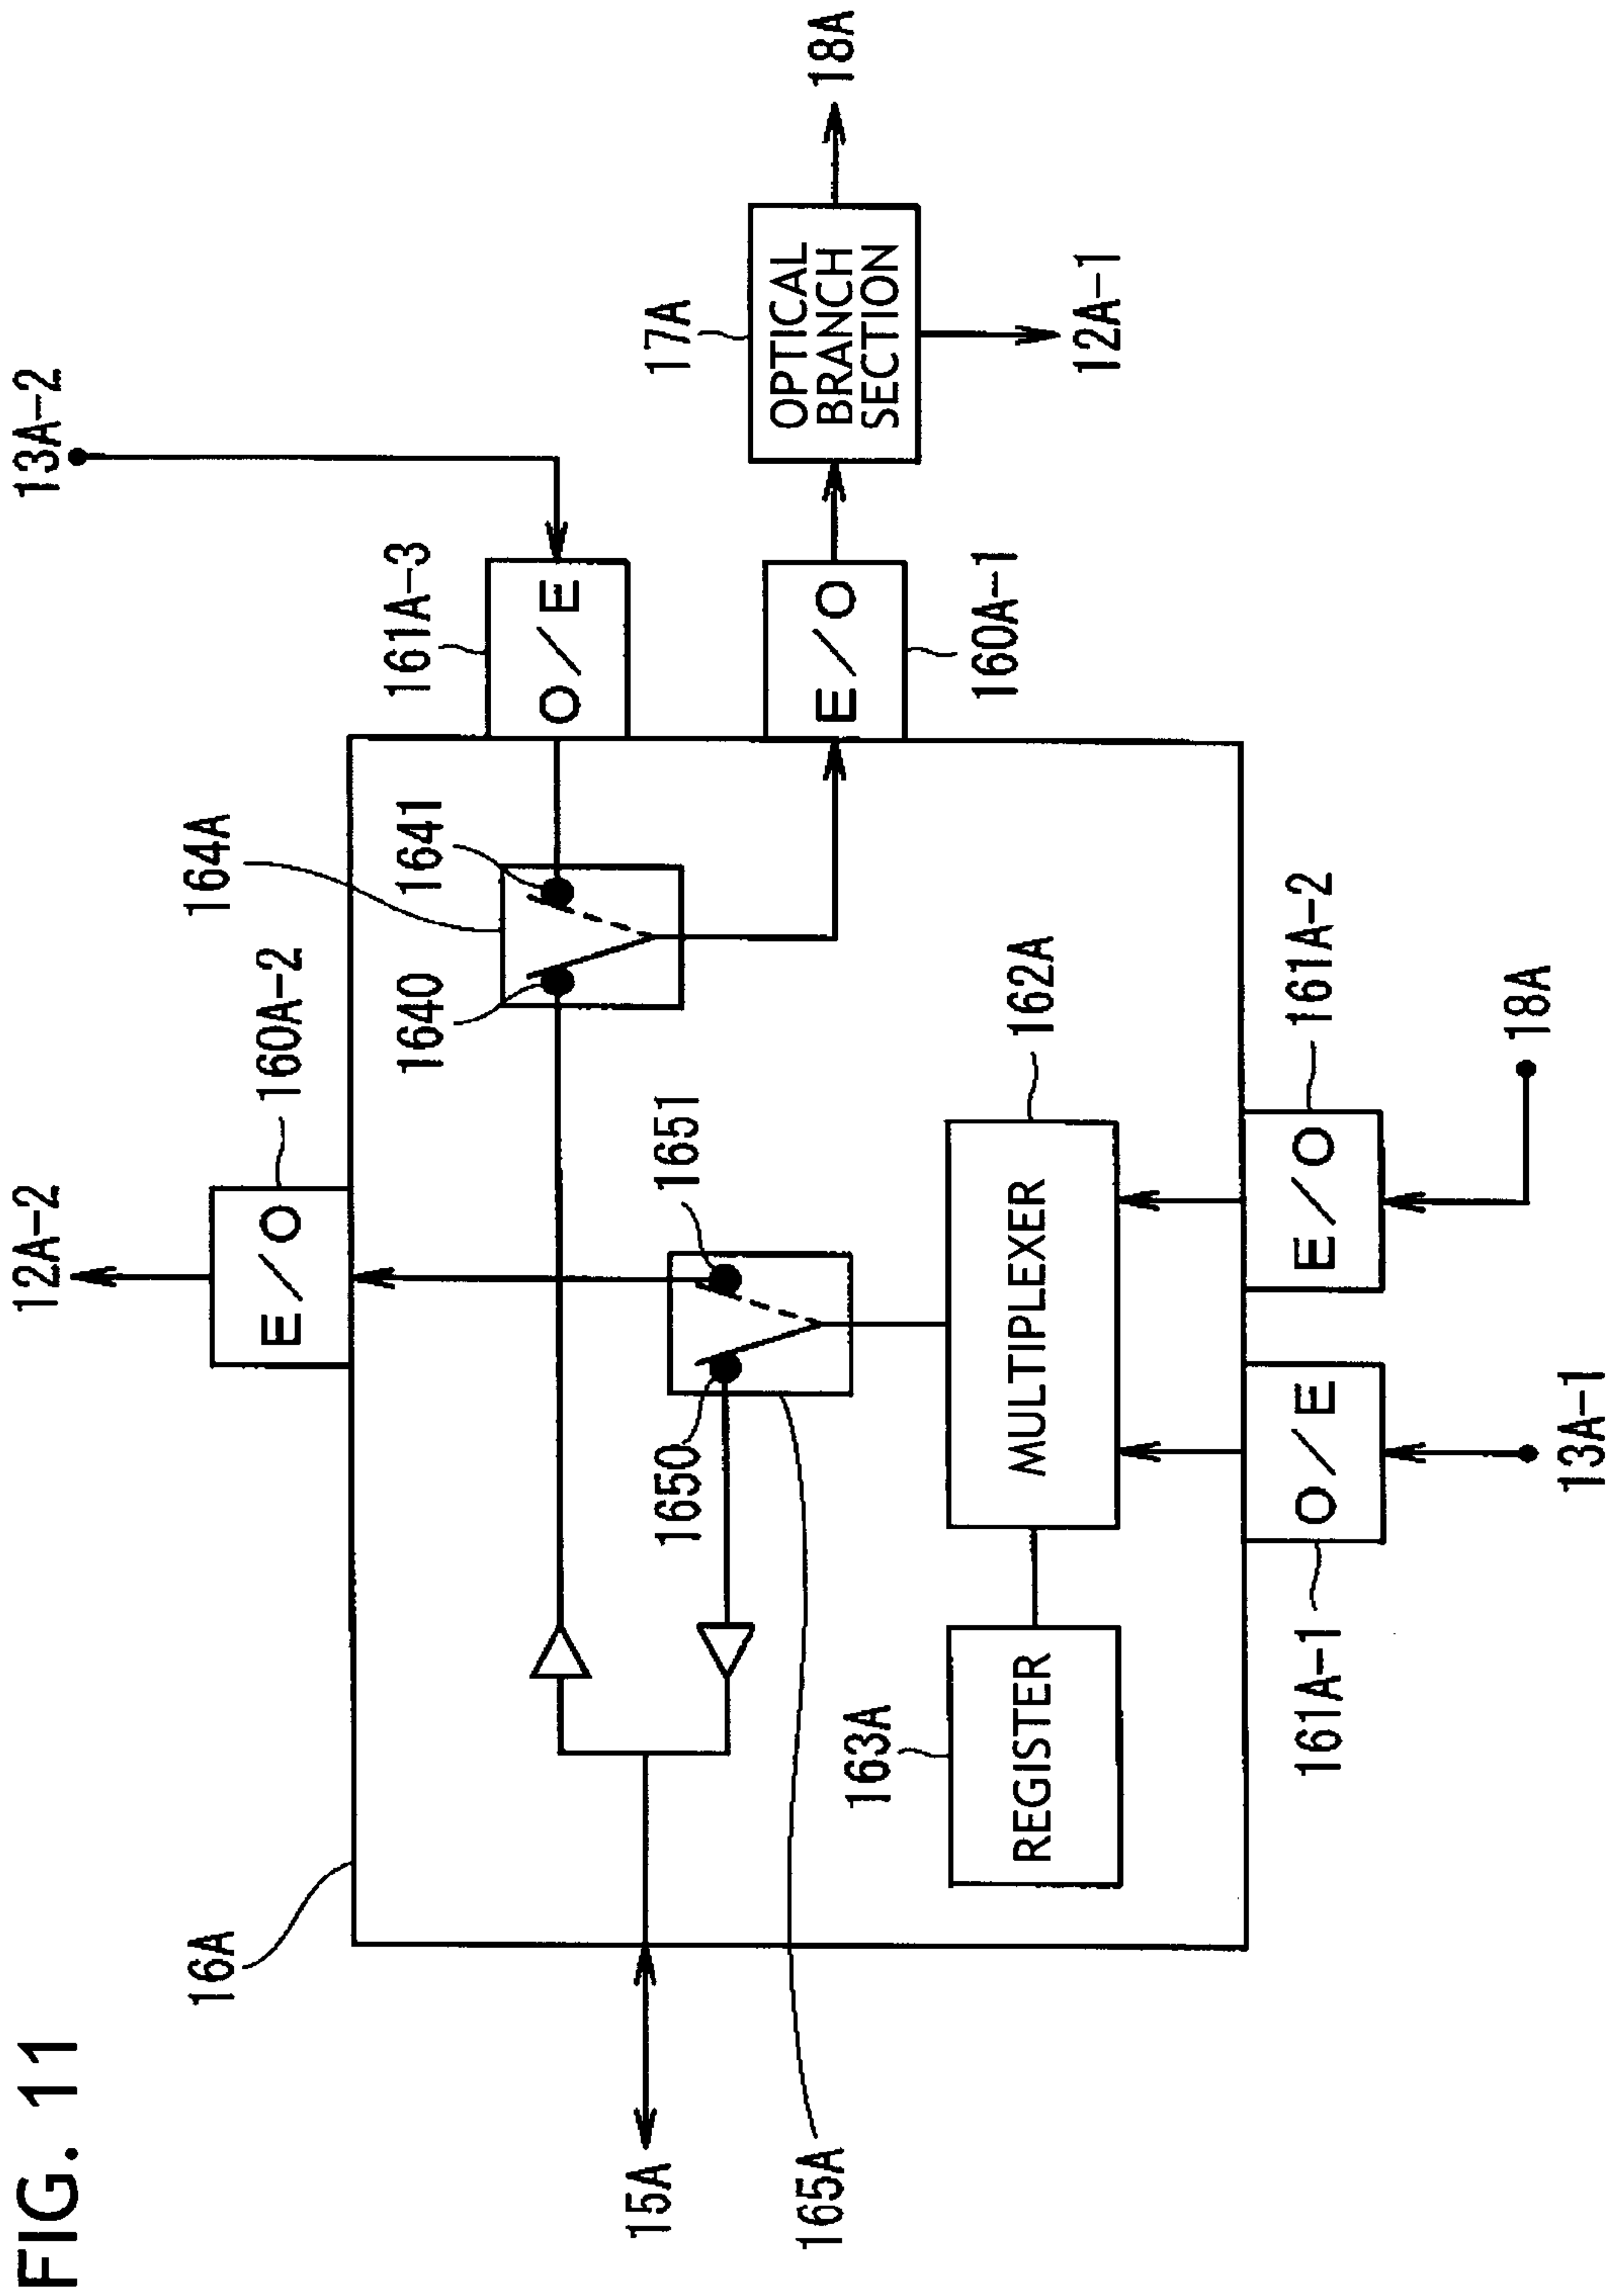 FIG. 11
16A
12A-2
E/O
160A-2
164A
13A-2
161A-3
O/E
1640
1641
15A
165A
1650
1651
17A
OPTICAL
BRANCH
SECTION
18A
E/O
160A-1
12A-1
163A
REGISTER
162A
MULTIPLEXER
161A-1
O/E
E/O
161A-2
13A-1
18A